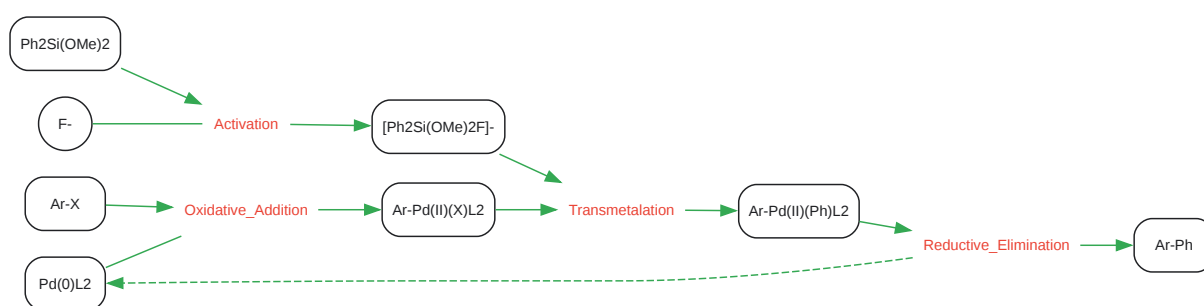 Ph2Si(OMe)2
F-
Activation
[Ph2Si(OMe)2F]-
Ar-X
Oxidative_Addition
Ar-Pd(II)(X)L2
Transmetalation
Ar-Pd(II)(Ph)L2
Reductive_Elimination
Ar-Ph
Pd(0)L2